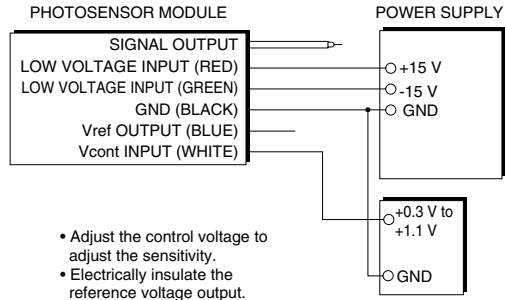 PHOTOSENSOR MODULE
POWER SUPPLY
SIGNAL OUTPUT
LOW VOLTAGE INPUT (RED)
LOW VOLTAGE INPUT (GREEN)
GND (BLACK)
Vref OUTPUT (BLUE)
Vcont INPUT (WHITE)
+15 V
-15 V
GND
+0.3 V to
+1.1 V
GND
• Adjust the control voltage to
adjust the sensitivity.
• Electrically insulate the
reference voltage output.